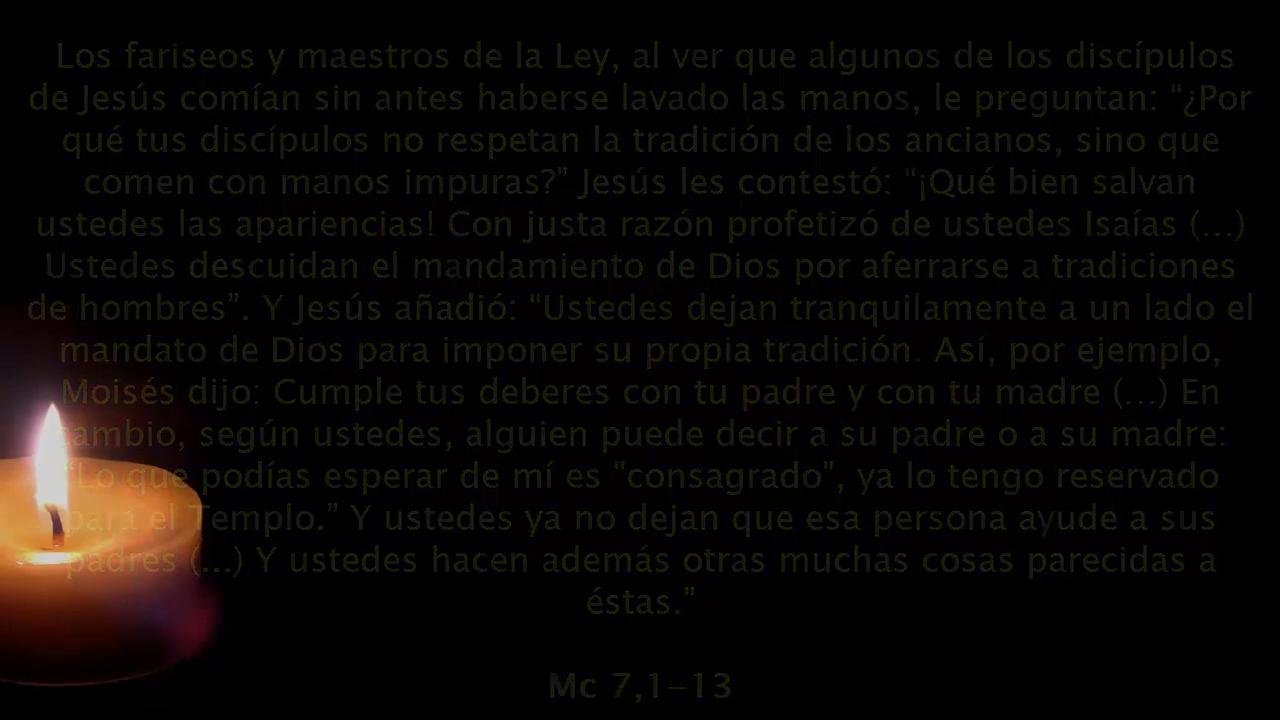 Los fariseos y maestros de la Ley, al ver que algunos de los discípulos
de Jesús comían sin antes haberse lavado las manos, le preguntan: “¿Por
qué tus discípulos no respetan la tradición de los ancianos, sino que
comen con manos impuras?” Jesús les contestó: “¡Qué bien salvan
ustedes las apariencias! Con justa razón profetizó de ustedes Isaías (...)
Ustedes descuidan el mandamiento de Dios por aferrarse a tradiciones
de hombres”. Y Jesús añadió: “Ustedes dejan tranquilamente a un lado el
mandato de Dios para imponer su propia tradición. Así, por ejemplo,
Moisés dijo: Cumple tus deberes con tu padre y con tu madre (...) En
cambio, según ustedes, alguien puede decir a su padre o a su madre:
“Lo que podías esperar de mí es "consagrado", ya lo tengo reservado
para el Templo.” Y ustedes ya no dejan que esa persona ayude a sus
padres (...) Y ustedes hacen además otras muchas cosas parecidas a
éstas.”
Mc 7,1-13